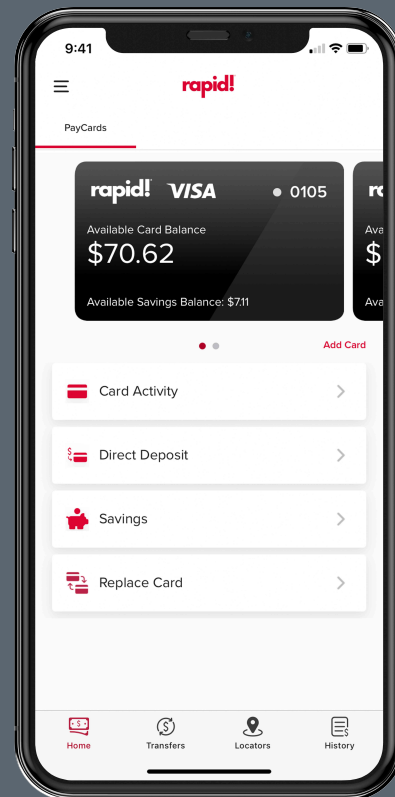 9:41
rapid!
PayCards
rapid! VISA 0105
Available Card Balance
$70.62
Available Savings Balance: $7.11
Add Card
Card Activity
Direct Deposit
Savings
Replace Card
Home Transfers Locators History